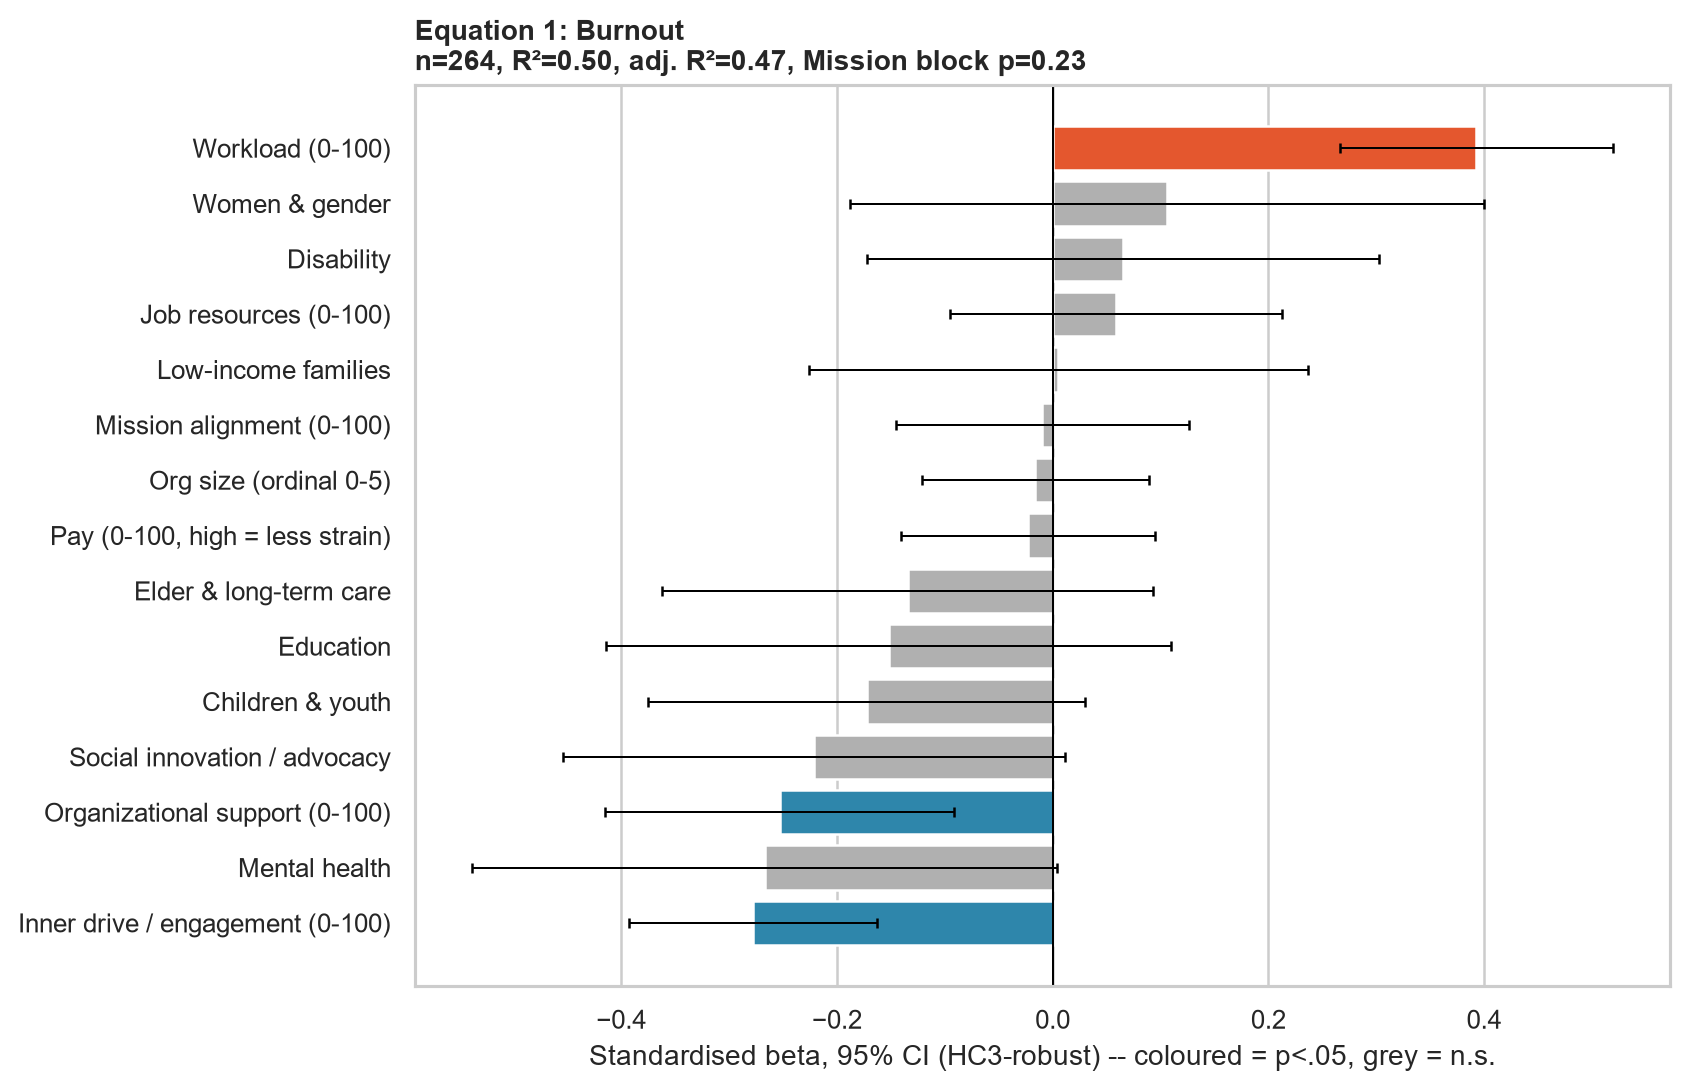 Equation 1: Burnout
n=264, R²=0.50, adj. R²=0.47, Mission block p=0.23
Workload (0-100)
Women & gender
Disability
Job resources (0-100)
Low-income families
Mission alignment (0-100)
Org size (ordinal 0-5)
Pay (0-100, high = less strain)
Elder & long-term care
Education
Children & youth
Social innovation / advocacy
Organizational support (0-100)
Mental health
Inner drive / engagement (0-100)
−0.4 −0.2 0.0 0.2 0.4
Standardised beta, 95% CI (HC3-robust) -- coloured = p<.05, grey = n.s.